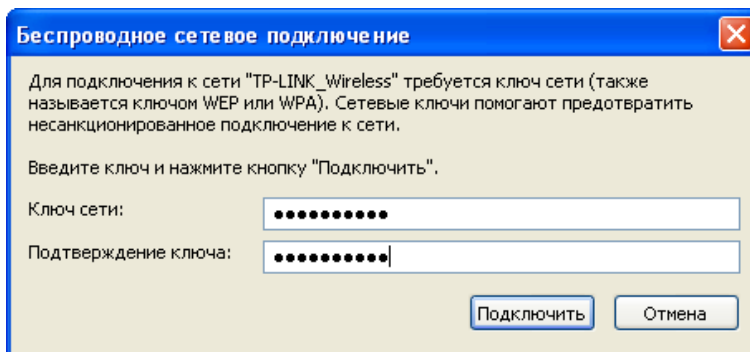 Беспроводное сетевое подключение
Для подключения к сети "TP-LINK_Wireless" требуется ключ сети (также
называется ключом WEP или WPA). Сетевые ключи помогают предотвратить
несанкционированное подключение к сети.
Введите ключ и нажмите кнопку "Подключить".
Ключ сети: ●●●●●●●●●●
Подтверждение ключа: ●●●●●●●●●●
Подключить Отмена